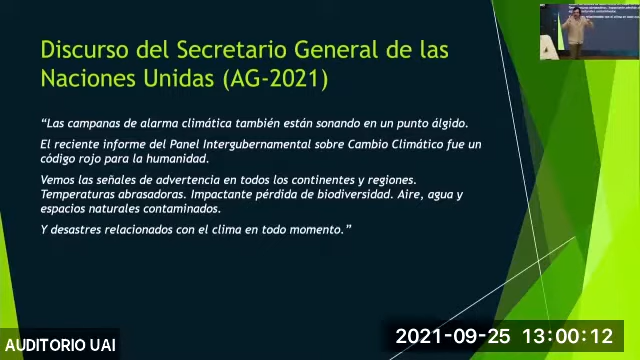 Discurso del Secretario General de las
Naciones Unidas (AG-2021)
“Las campanas de alarma climática también están sonando en un punto álgido.
El reciente informe del Panel Intergubernamental sobre Cambio Climático fue un
código rojo para la humanidad.
Vemos las señales de advertencia en todos los continentes y regiones.
Temperaturas abrasadoras. Impactante pérdida de biodiversidad. Aire, agua y
espacios naturales contaminados.
Y desastres relacionados con el clima en todo momento.”
AUDITORIO UAI
2021-09-25 13:00:12